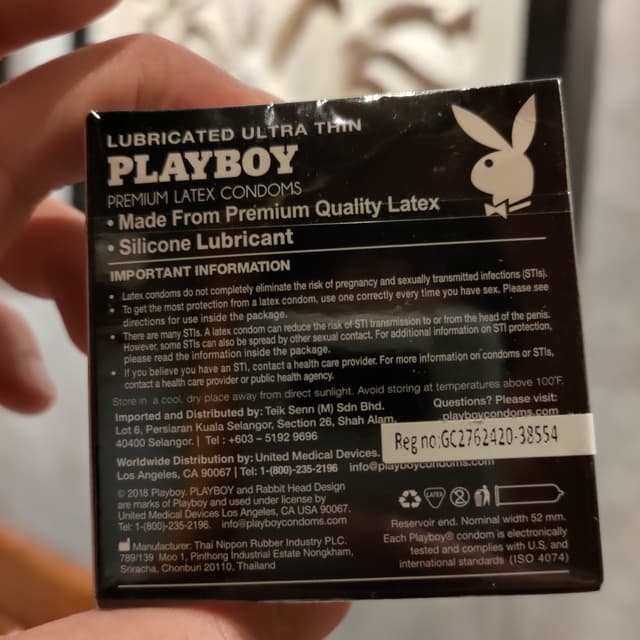 LUBRICATED ULTRA THIN
PLAYBOY
PREMIUM LATEX CONDOMS
• Made From Premium Quality Latex
• Silicone Lubricant
IMPORTANT INFORMATION
• Latex condoms do not completely eliminate the risk of pregnancy and sexually transmitted infections (STIs).
• To get the most protection from a latex condom, use one correctly every time you have sex. Please see
directions for use inside the package.
• There are many STIs. A latex condom can reduce the risk of STI transmission to or from the head of the penis.
However, some STIs can also be spread by other sexual contact. For additional information on STI protection,
please read the information inside the package.
• If you believe you have an STI, contact a health care provider. For more information on condoms or STIs,
contact a health care provider or public health agency.
Store in a cool, dry place away from direct sunlight. Avoid storing at temperatures above 100°F.
Imported and Distributed by: Teik Senn (M) Sdn Bhd.
Lot 6, Persiaran Kuala Selangor, Section 26, Shah Alam,
40400 Selangor. | Tel : +603 – 5192 9696
Questions? Please visit:
playboycondoms.com
Reg no:GC2762420-38554
Worldwide Distribution by: United Medical Devices.
Los Angeles, CA 90067 | Tel: 1-(800)-235-2196 info@playboycondoms.com
© 2018 Playboy. PLAYBOY and Rabbit Head Design
are marks of Playboy and used under license by
United Medical Devices Los Angeles, CA USA 90067.
Tel: 1-(800)-235-2196. info@playboycondoms.com
Manufacturer: Thai Nippon Rubber Industry PLC.
789/139 Moo 1, Pinthong Industrial Estate Nongkham,
Sriracha, Chonburi 20110, Thailand
LATEX
Reservoir end. Nominal width 52 mm.
Each Playboy® condom is electronically
tested and complies with U.S. and
international standards (ISO 4074)